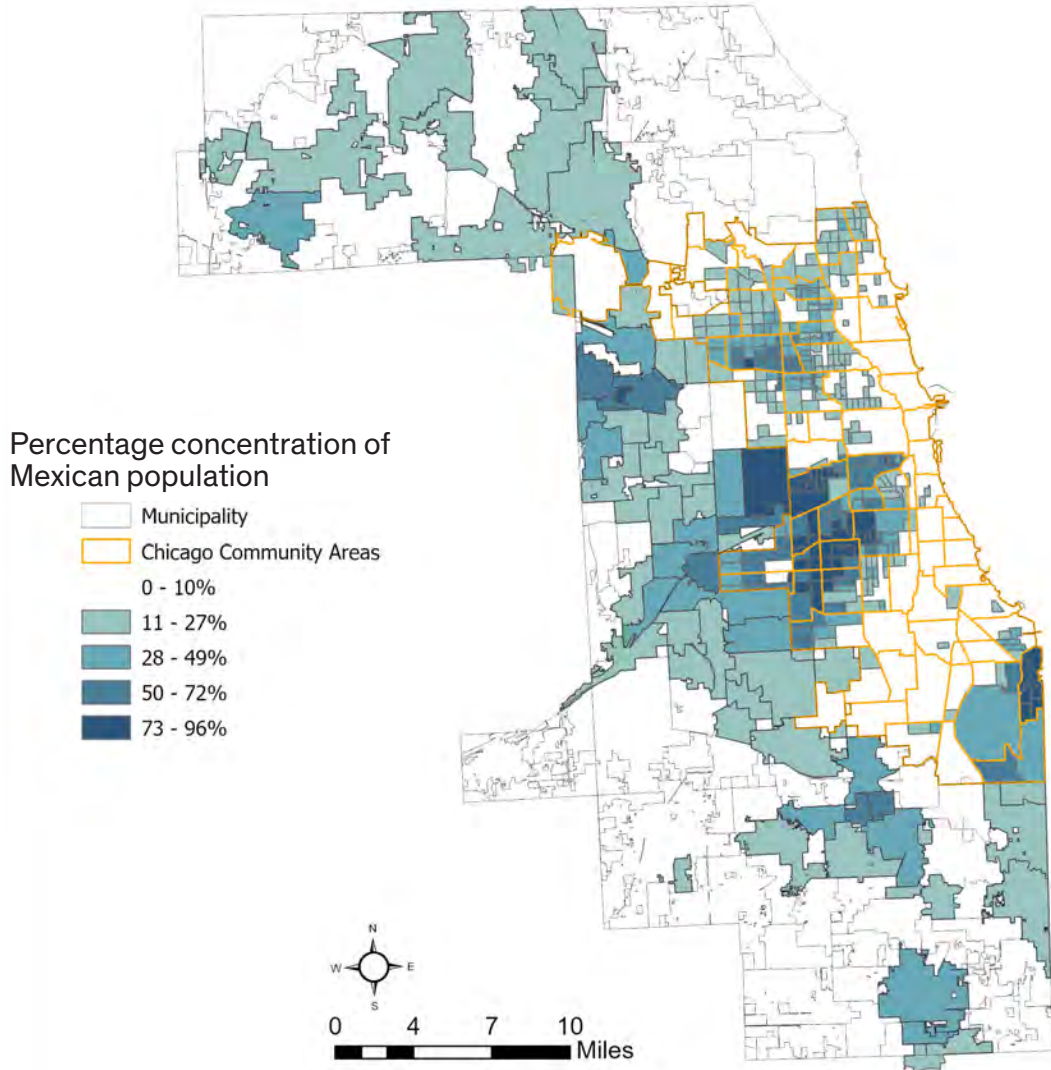 Percentage concentration of
Mexican population
Municipality
Chicago Community Areas
0 - 10%
11 - 27%
28 - 49%
50 - 72%
73 - 96%
N
W E
S
0 4 7 10
Miles